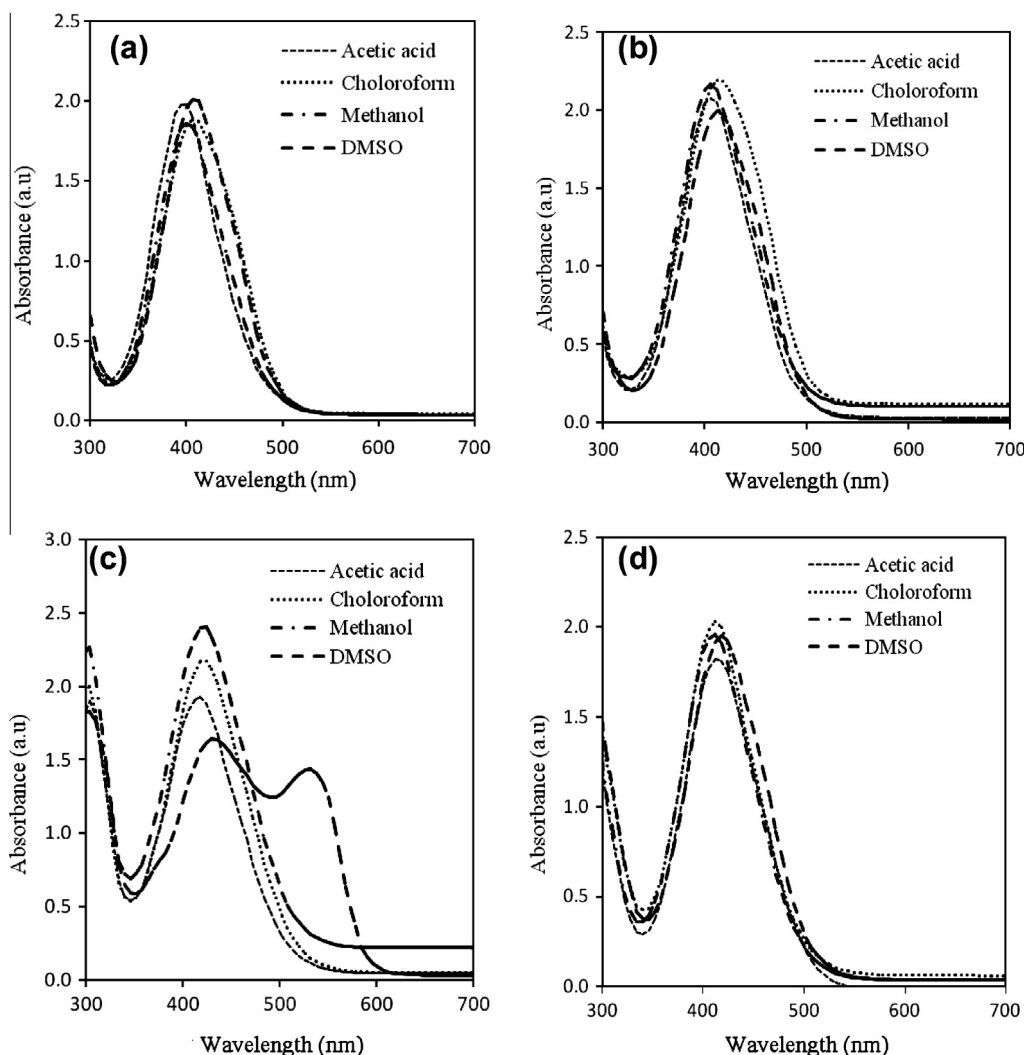 (a)
Acetic acid
Choloroform
Methanol
DMSO
2.5
2.0
1.5
1.0
0.5
0.0
Absorbance (a.u)
300 400 500 600 700
Wavelength (nm)
(b)
Acetic acid
Choloroform
Methanol
DMSO
2.5
2.0
1.5
1.0
0.5
0.0
Absorbance (a.u)
300 400 500 600 700
Wavelength (nm)
(c)
Acetic acid
Choloroform
Methanol
DMSO
3.0
2.5
2.0
1.5
1.0
0.5
0.0
Absorbance (a.u)
300 400 500 600 700
Wavelength (nm)
(d)
Acetic acid
Choloroform
Methanol
DMSO
2.5
2.0
1.5
1.0
0.5
0.0
Absorbance (a.u)
300 400 500 600 700
Wavelength (nm)